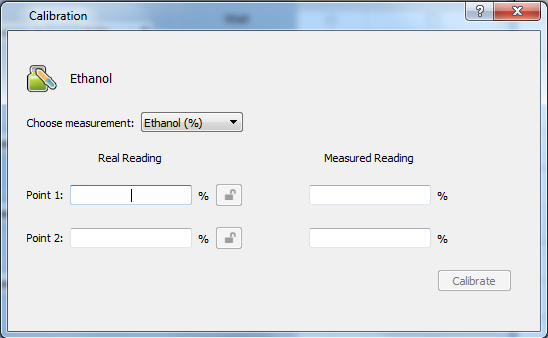 Calibration
Ethanol
Choose measurement: Ethanol (%)
Real Reading Measured Reading
Point 1: % %
Point 2: % %
Calibrate